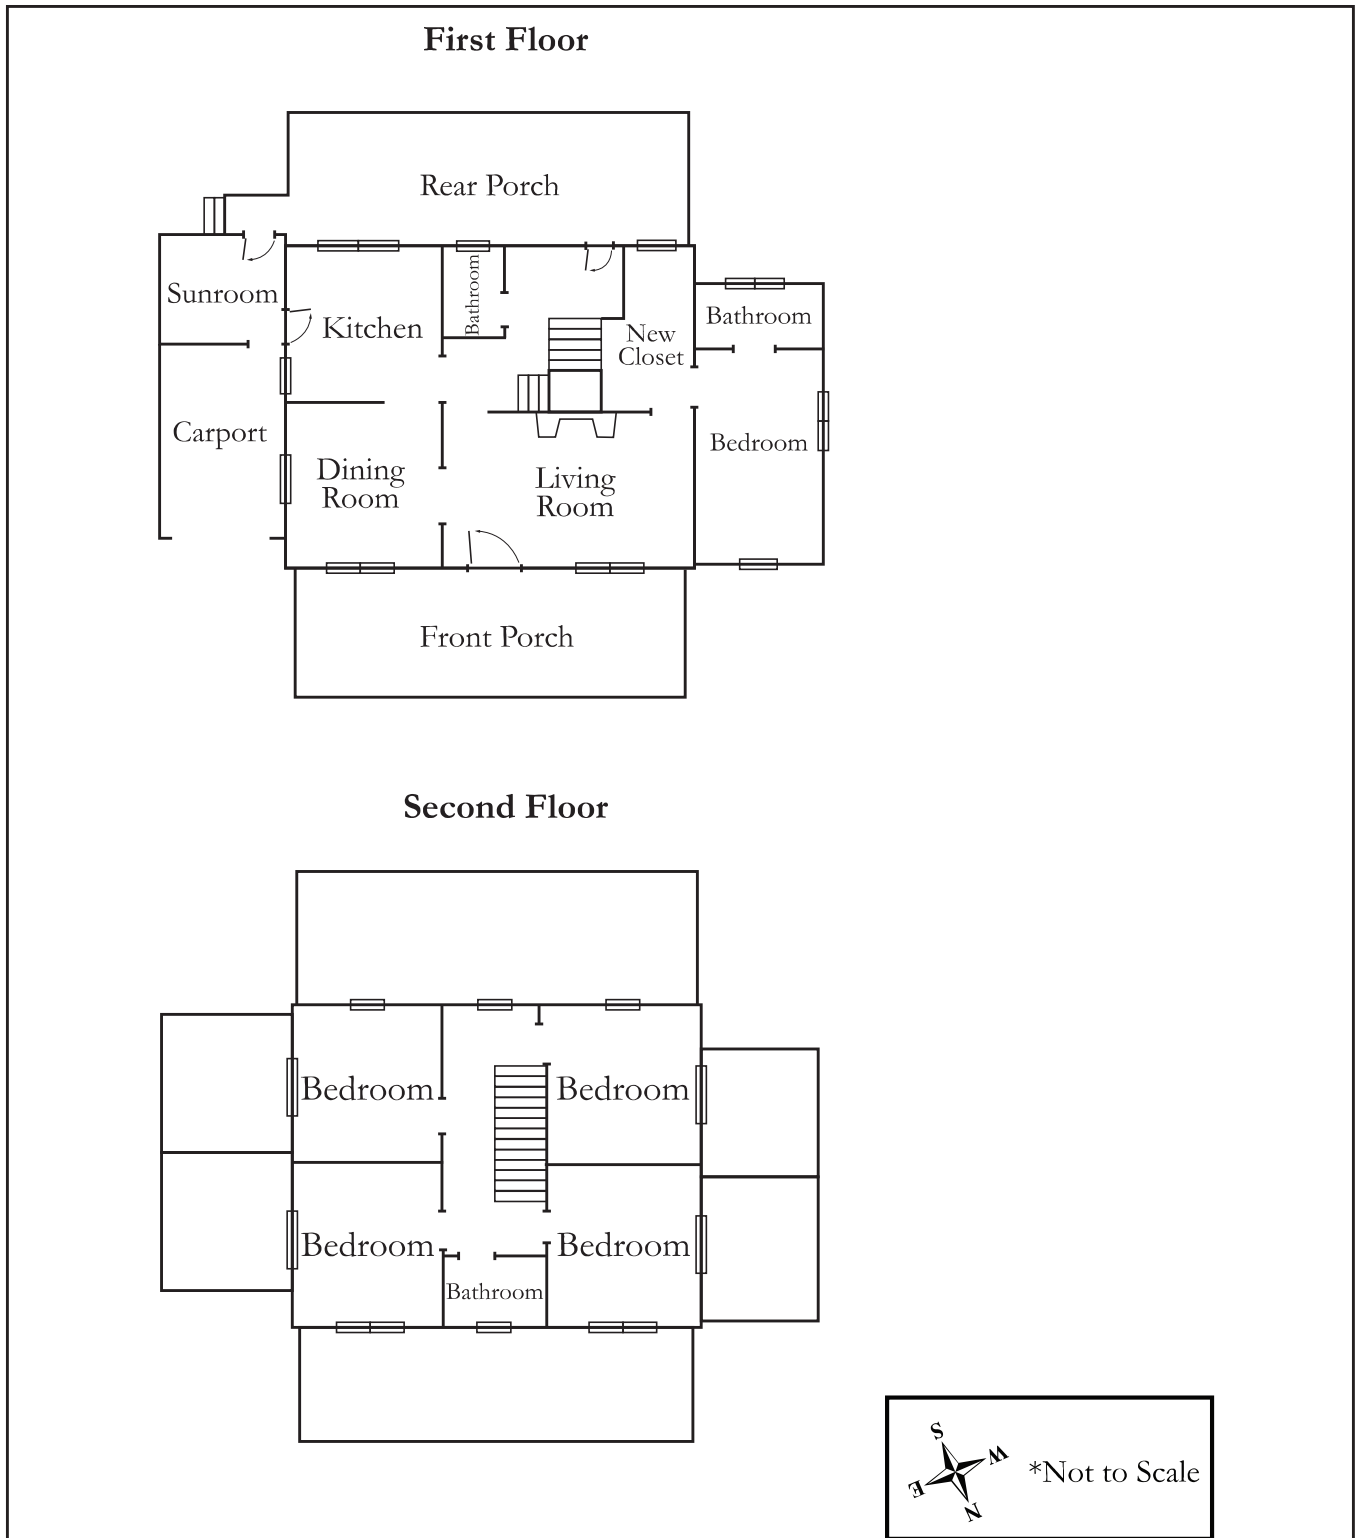 First Floor
Rear Porch
Sunroom
Kitchen
Bathroom
New
Closet
Bathroom
Carport
Dining
Room
Living
Room
Bedroom
Front Porch
Second Floor
Bedroom
Bedroom
Bedroom
Bedroom
Bathroom
S
W
E
N
*Not to Scale